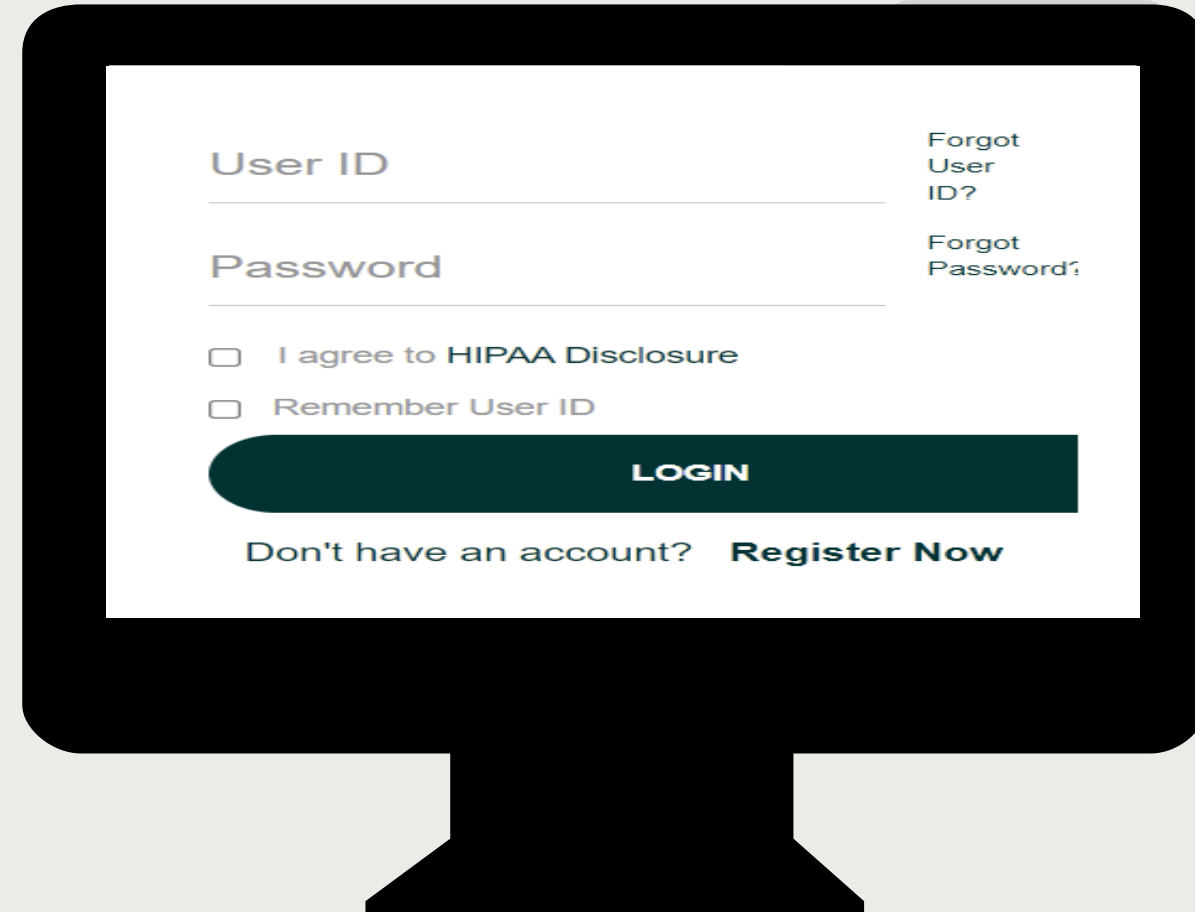 User ID
Forgot
User
ID?
Password
Forgot
Password?
I agree to HIPAA Disclosure
Remember User ID
LOGIN
Don't have an account? Register Now